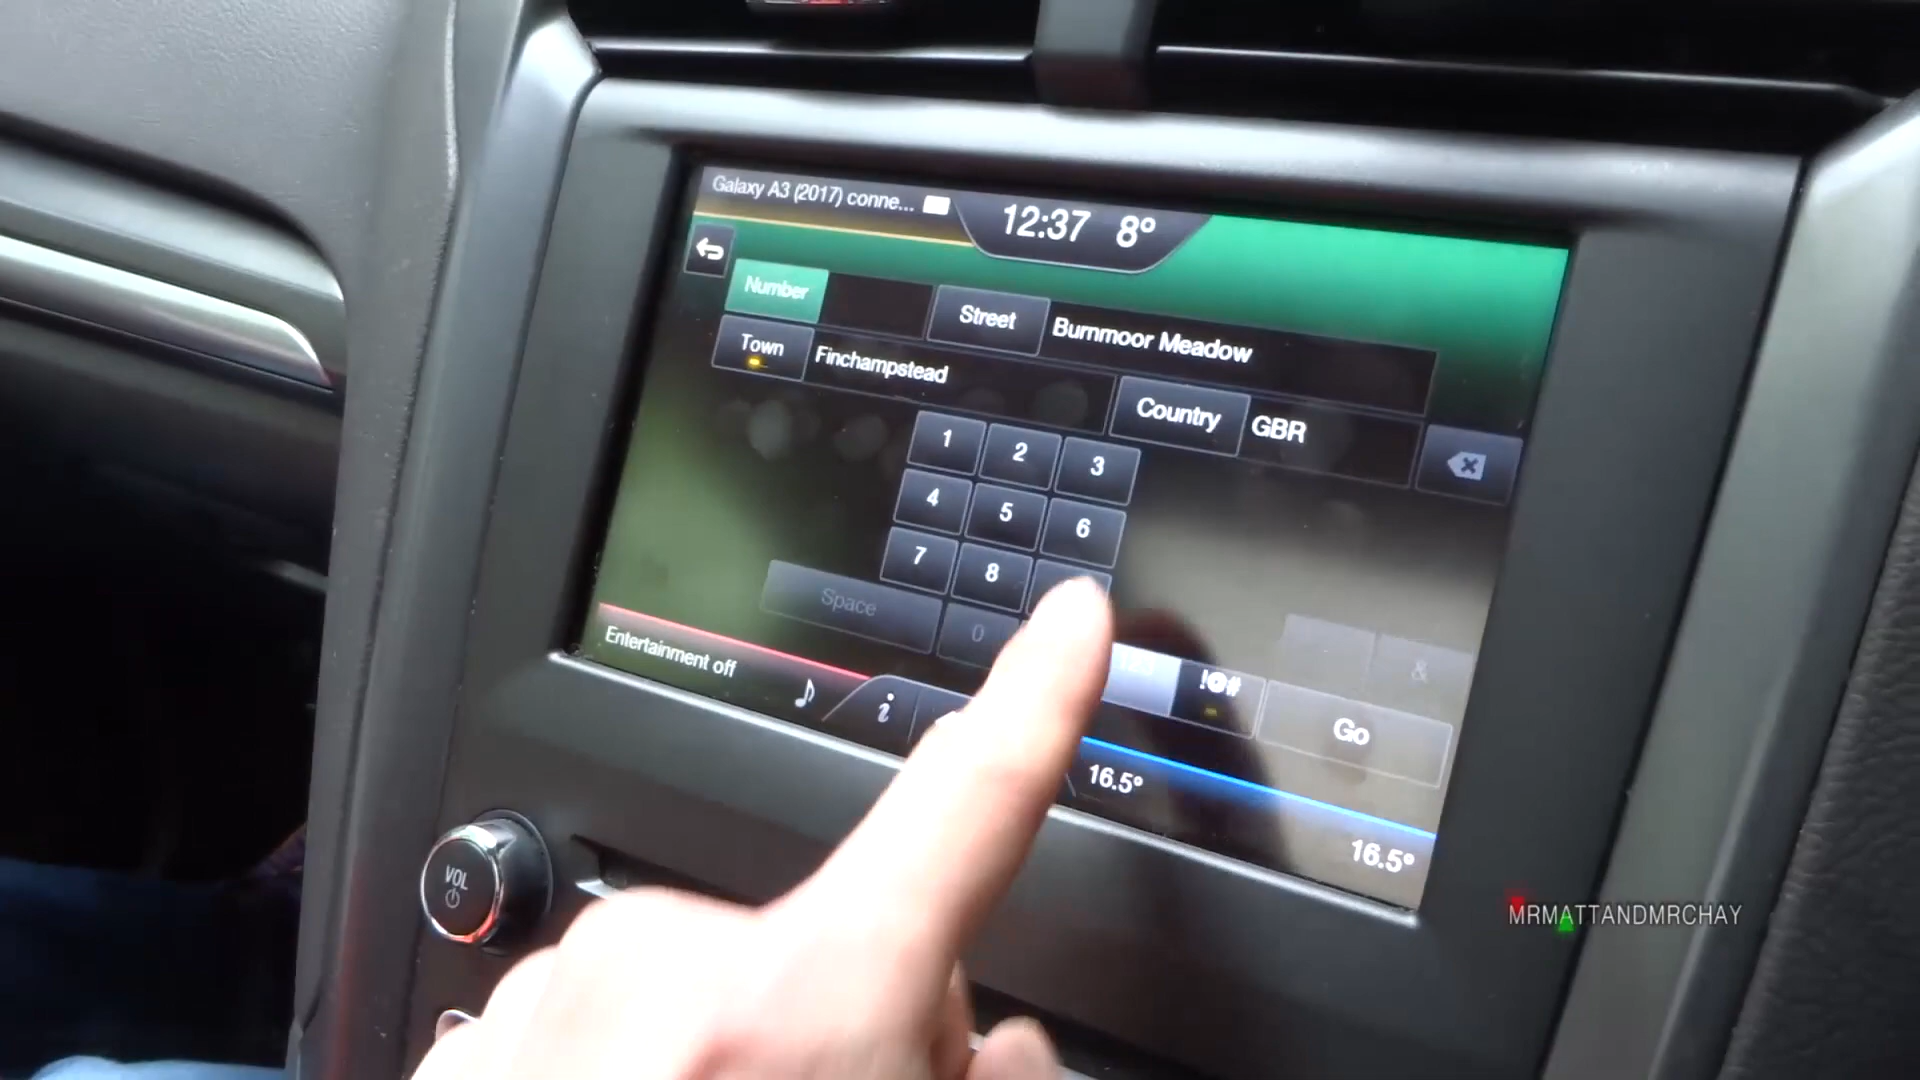 Galaxy A3 (2017) conne...
12:37 8°
Number
Street Burnmoor Meadow
Town Finchampstead
Country GBR
1 2 3
4 5 6
7 8
Space 0
!@# &
Go
Entertainment off
i
16.5°
16.5°
VOL
MRMATTANDMRCHAY